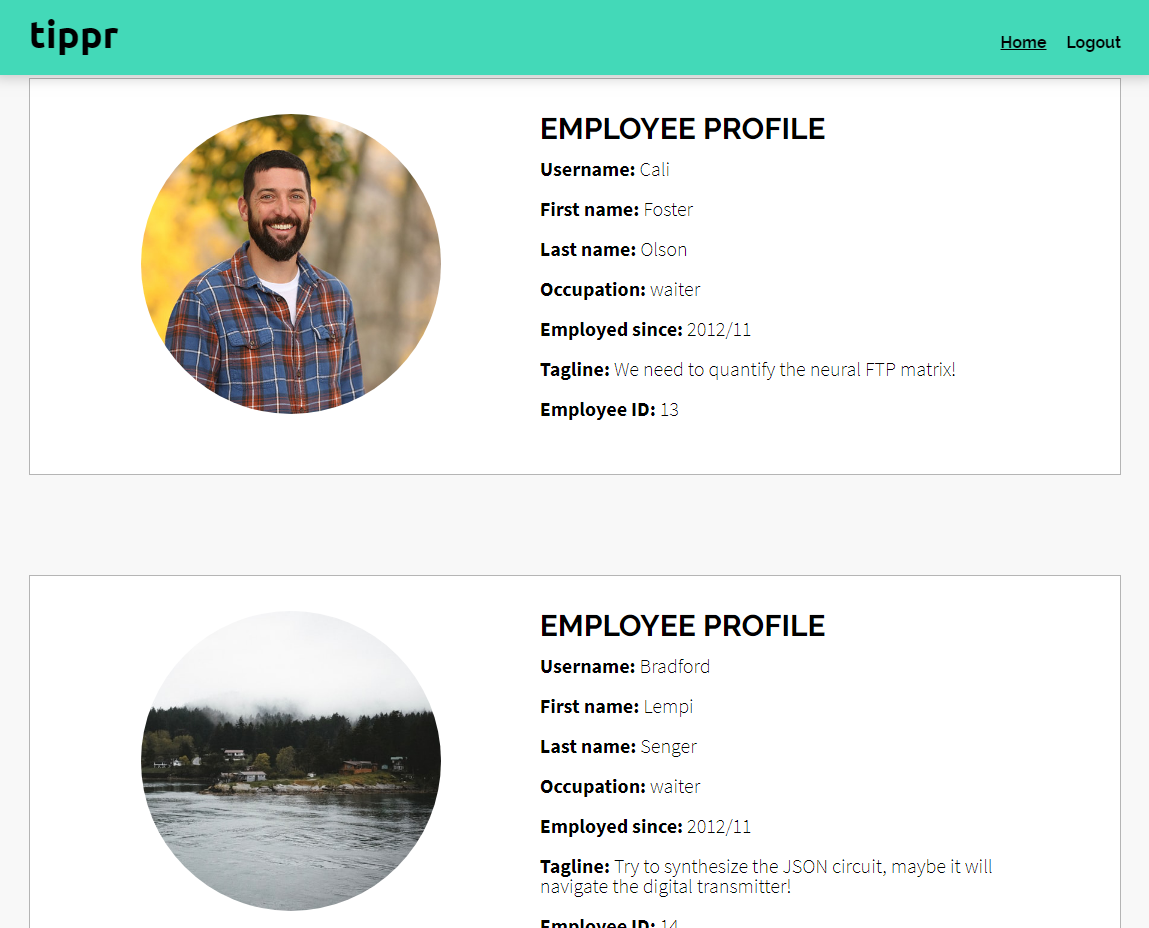 tippr
Home Logout
EMPLOYEE PROFILE
Username: Cali
First name: Foster
Last name: Olson
Occupation: waiter
Employed since: 2012/11
Tagline: We need to quantify the neural FTP matrix!
Employee ID: 13
EMPLOYEE PROFILE
Username: Bradford
First name: Lempi
Last name: Senger
Occupation: waiter
Employed since: 2012/11
Tagline: Try to synthesize the JSON circuit, maybe it will
navigate the digital transmitter!
Employee ID: 14